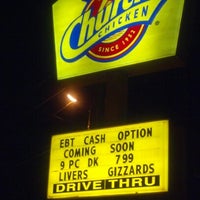 Church's
CHICKEN
SINCE 1952
EBT CASH OPTION
COMING SOON
9 PC DK 799
LIVERS GIZZARDS
DRIVE THRU